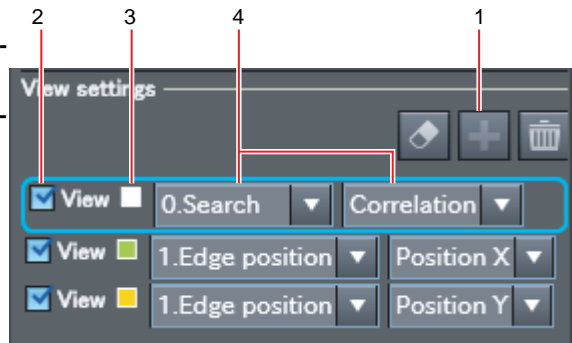 2 3 4 1
View settings
View 0.Search Correlation
View 1.Edge position Position X
View 1.Edge position Position Y